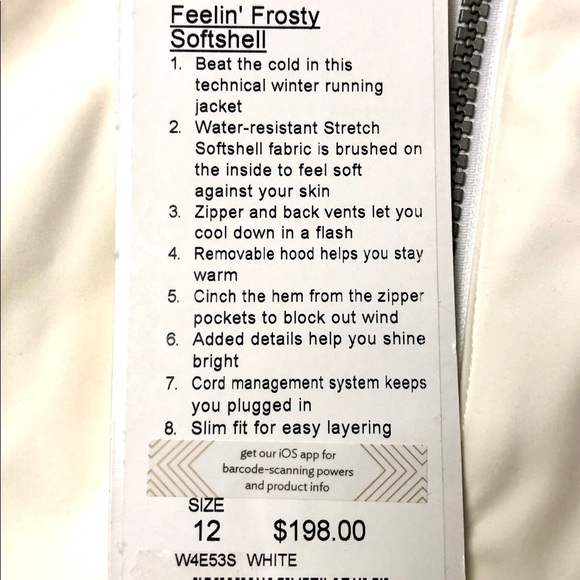 Feelin' Frosty
Softshell
1. Beat the cold in this
technical winter running
jacket
2. Water-resistant Stretch
Softshell fabric is brushed on
the inside to feel soft
against your skin
3. Zipper and back vents let you
cool down in a flash
4. Removable hood helps you stay
warm
5. Cinch the hem from the zipper
pockets to block out wind
6. Added details help you shine
bright
7. Cord management system keeps
you plugged in
8. Slim fit for easy layering
get our iOS app for
barcode-scanning powers
and product info
SIZE
12 $198.00
W4E53S WHITE